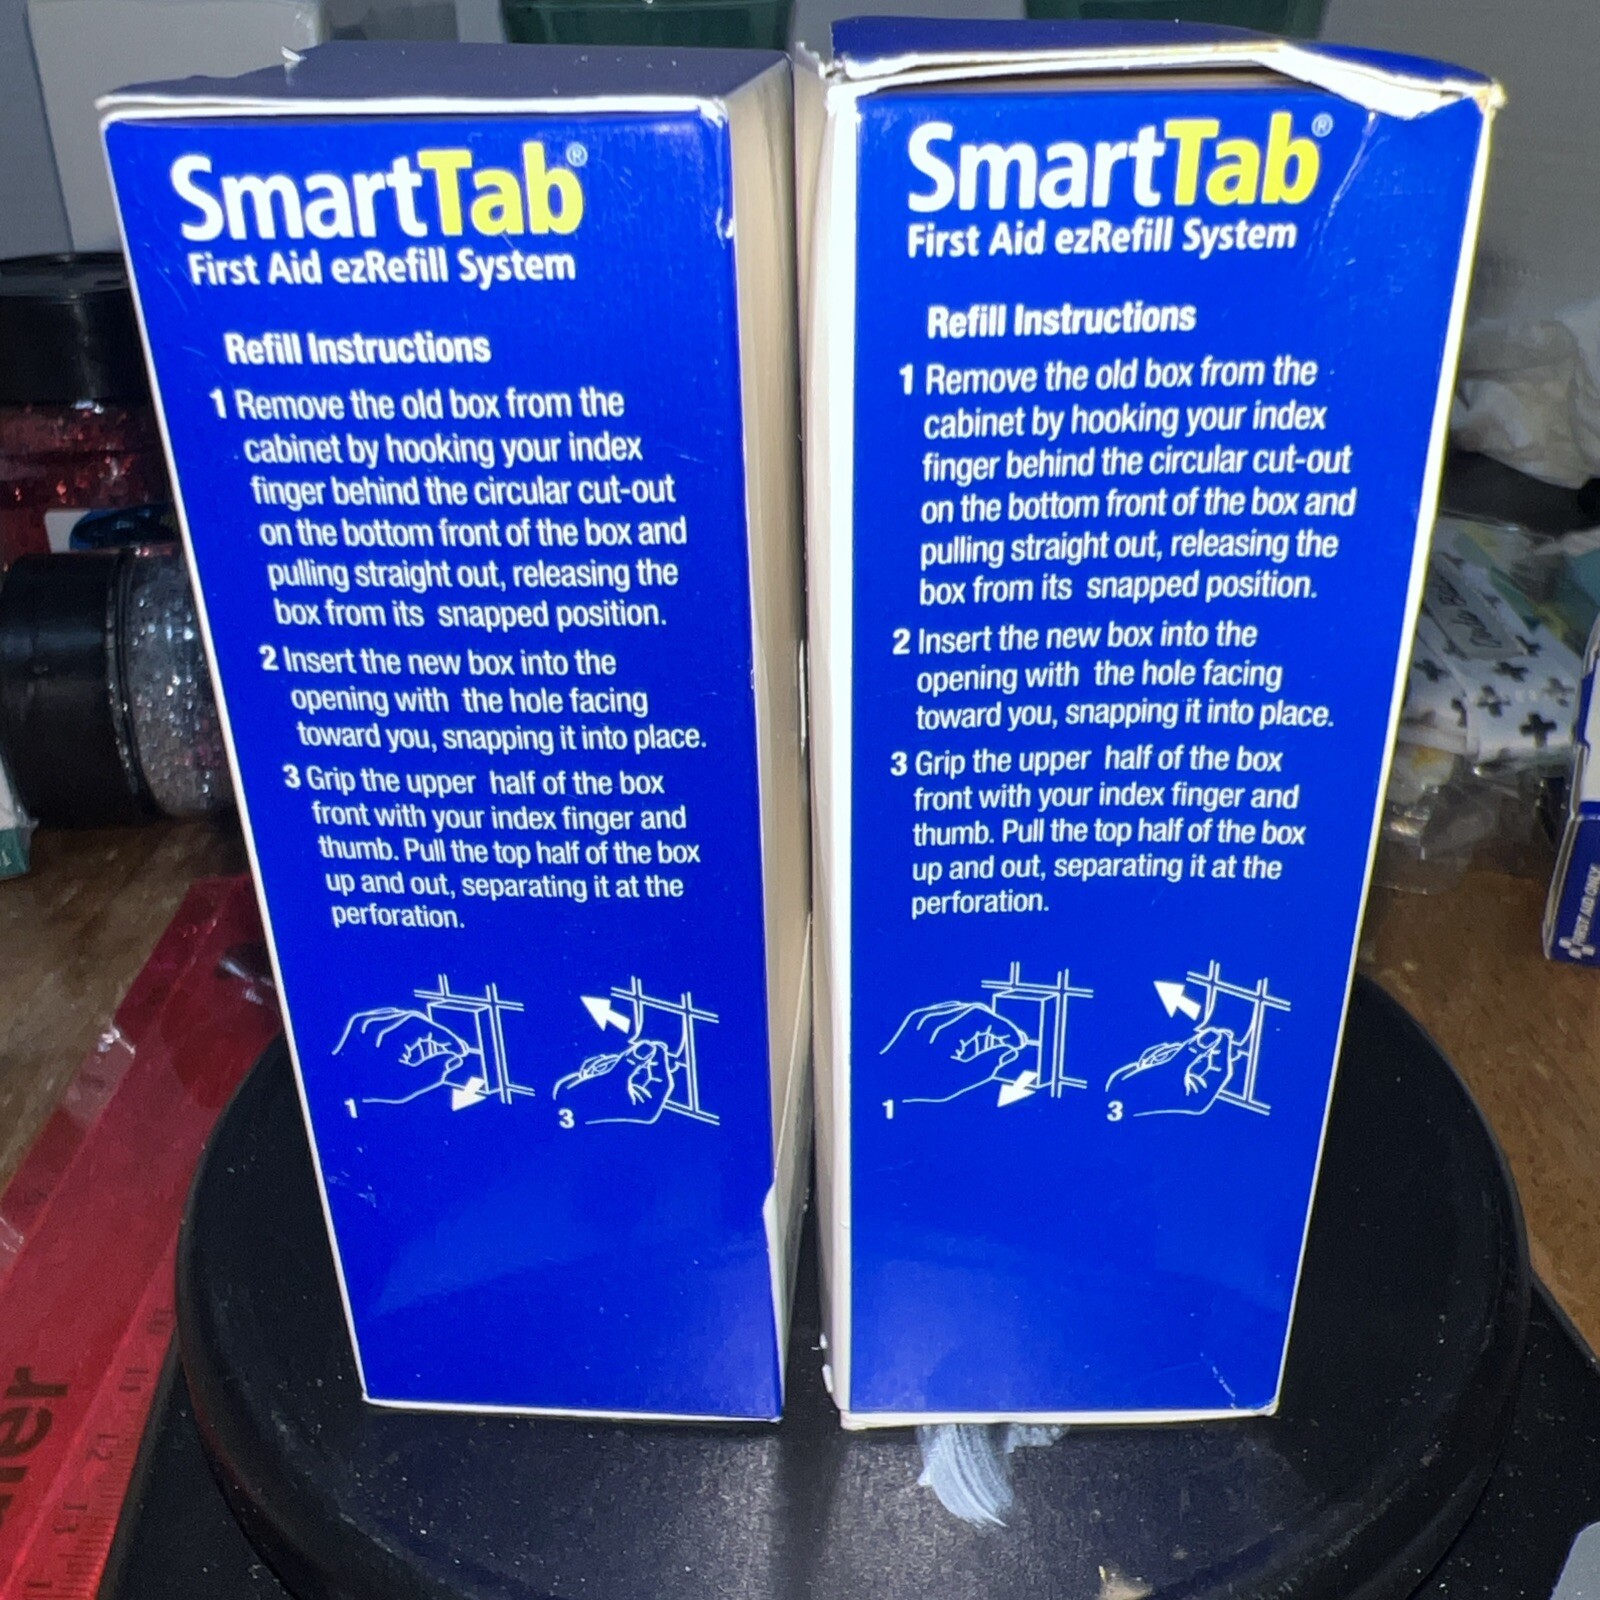 SmartTab®
First Aid ezRefill System
Refill Instructions
1 Remove the old box from the
cabinet by hooking your index
finger behind the circular cut-out
on the bottom front of the box and
pulling straight out, releasing the
box from its snapped position.
2 Insert the new box into the
opening with the hole facing
toward you, snapping it into place.
3 Grip the upper half of the box
front with your index finger and
thumb. Pull the top half of the box
up and out, separating it at the
perforation.
1
3
SmartTab®
First Aid ezRefill System
Refill Instructions
1 Remove the old box from the
cabinet by hooking your index
finger behind the circular cut-out
on the bottom front of the box and
pulling straight out, releasing the
box from its snapped position.
2 Insert the new box into the
opening with the hole facing
toward you, snapping it into place.
3 Grip the upper half of the box
front with your index finger and
thumb. Pull the top half of the box
up and out, separating it at the
perforation.
1
3
FIRST AID ONLY
11
12
13